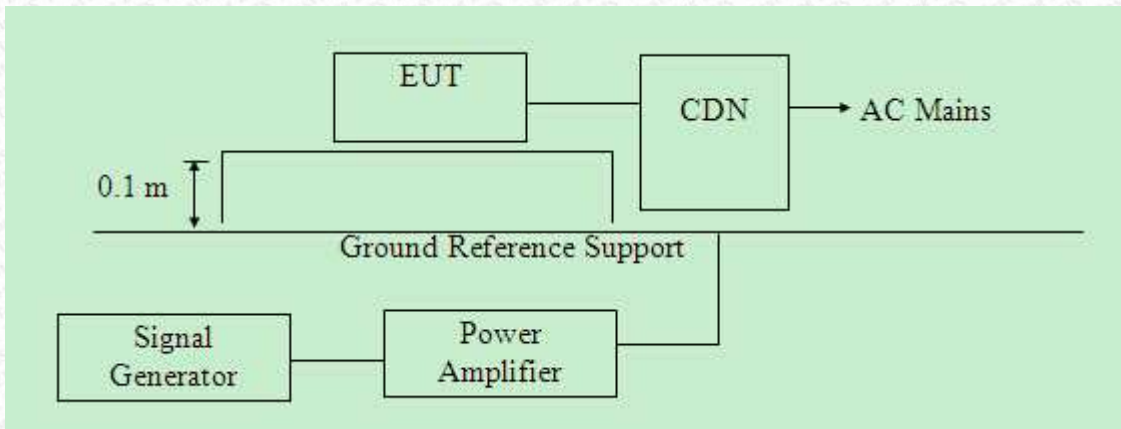 EUT
CDN
AC Mains
0.1 m
Ground Reference Support
Signal
Generator
Power
Amplifier